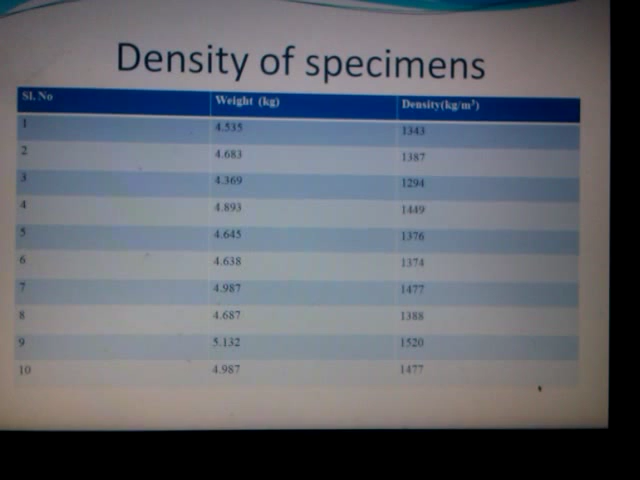 Density of specimens
Sl. No Weight (kg) Density(kg/m³)
1 4.535 1343
2 4.683 1387
3 4.369 1294
4 4.893 1449
5 4.645 1376
6 4.638 1374
7 4.987 1477
8 4.687 1388
9 5.132 1520
10 4.987 1477